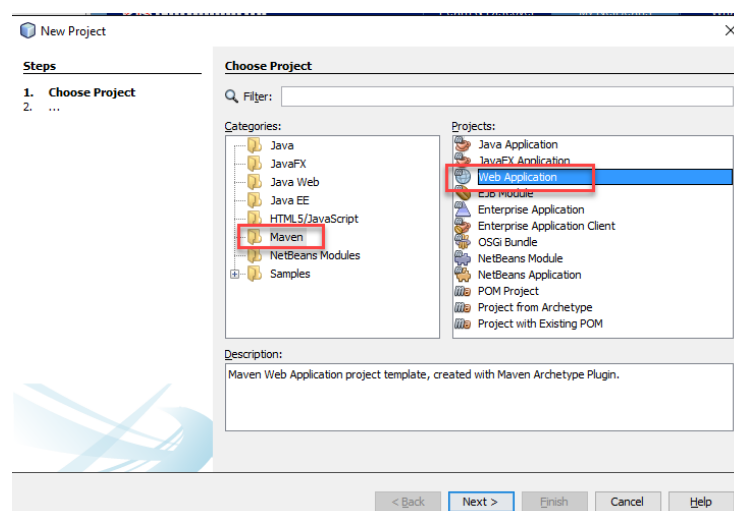 New Project
Steps
1. Choose Project
2. ...
Choose Project
Filter:
Categories:
Java
JavaFX
Java Web
Java EE
HTML5/JavaScript
Maven
NetBeans Modules
Samples
Projects:
Java Application
JavaFX Application
Web Application
EJB Module
Enterprise Application
Enterprise Application Client
OSGi Bundle
NetBeans Module
NetBeans Application
POM Project
Project from Archetype
Project with Existing POM
Description:
Maven Web Application project template, created with Maven Archetype Plugin.
< Back Next > Finish Cancel Help